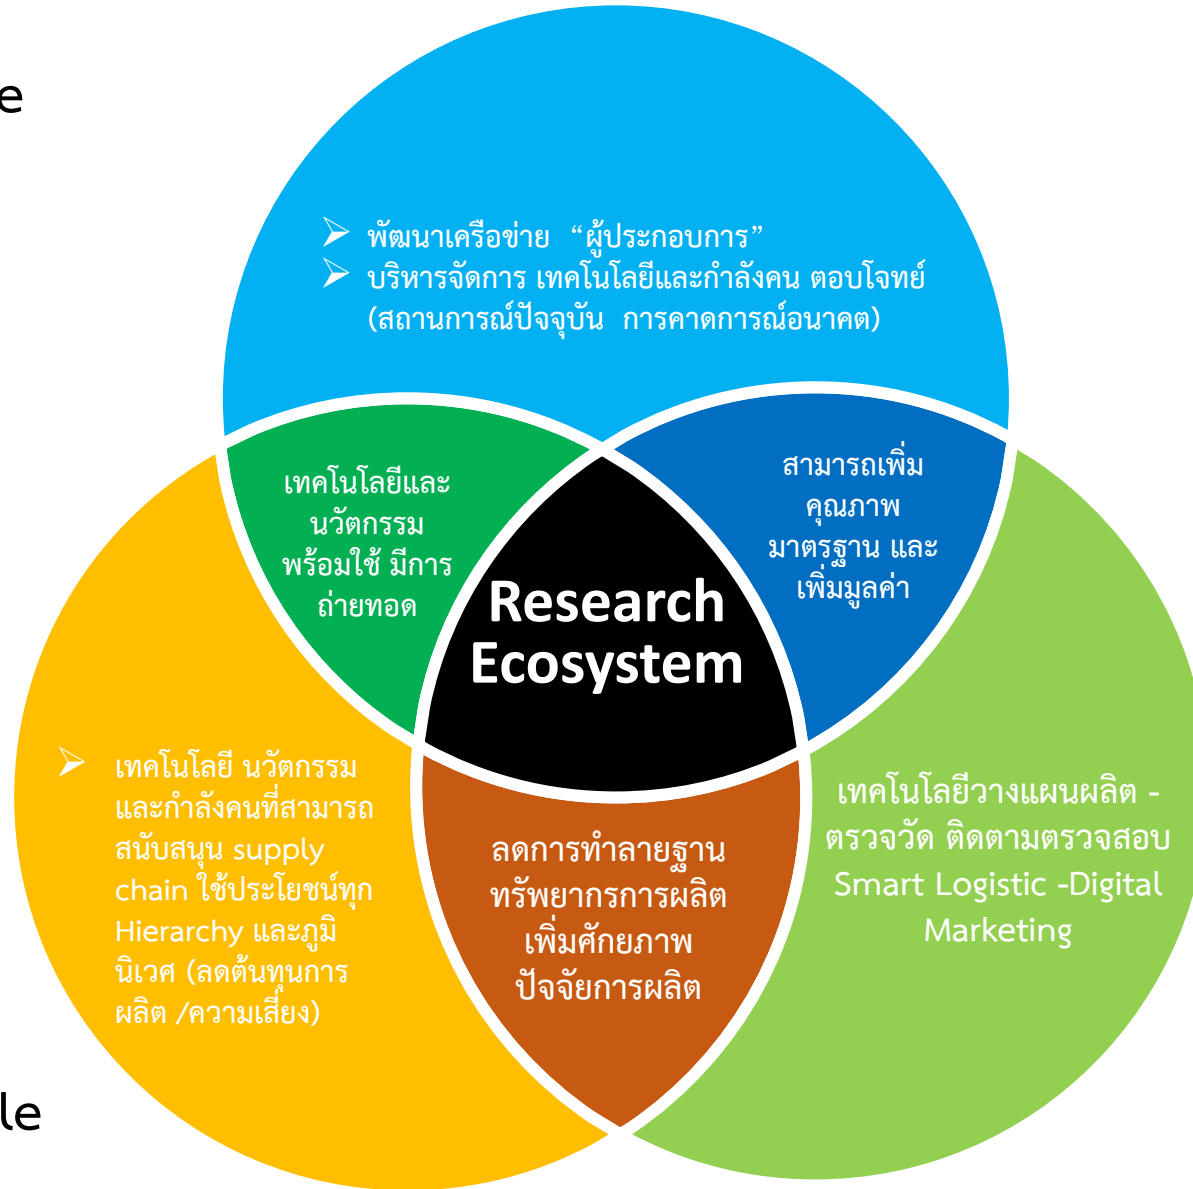 e
➢ พัฒนาเครือข่าย “ผู้ประกอบการ”
➢ บริหารจัดการ เทคโนโลยีและกำลังคน ตอบโจทย์
(สถานการณ์ปัจจุบัน การคาดการณ์อนาคต)
เทคโนโลยีและ
นวัตกรรม
พร้อมใช้ มีการ
ถ่ายทอด
สามารถเพิ่ม
คุณภาพ
มาตรฐาน และ
เพิ่มมูลค่า
Research
Ecosystem
➢ เทคโนโลยี นวัตกรรม
และกำลังคนที่สามารถ
สนับสนุน supply
chain ใช้ประโยชน์ทุก
Hierarchy และภูมิ
นิเวศ (ลดต้นทุนการ
ผลิต /ความเสี่ยง)
ลดการทำลายฐาน
ทรัพยากรการผลิต
เพิ่มศักยภาพ
ปัจจัยการผลิต
เทคโนโลยีวางแผนผลิต -
ตรวจวัด ติดตามตรวจสอบ
Smart Logistic -Digital
Marketing
le